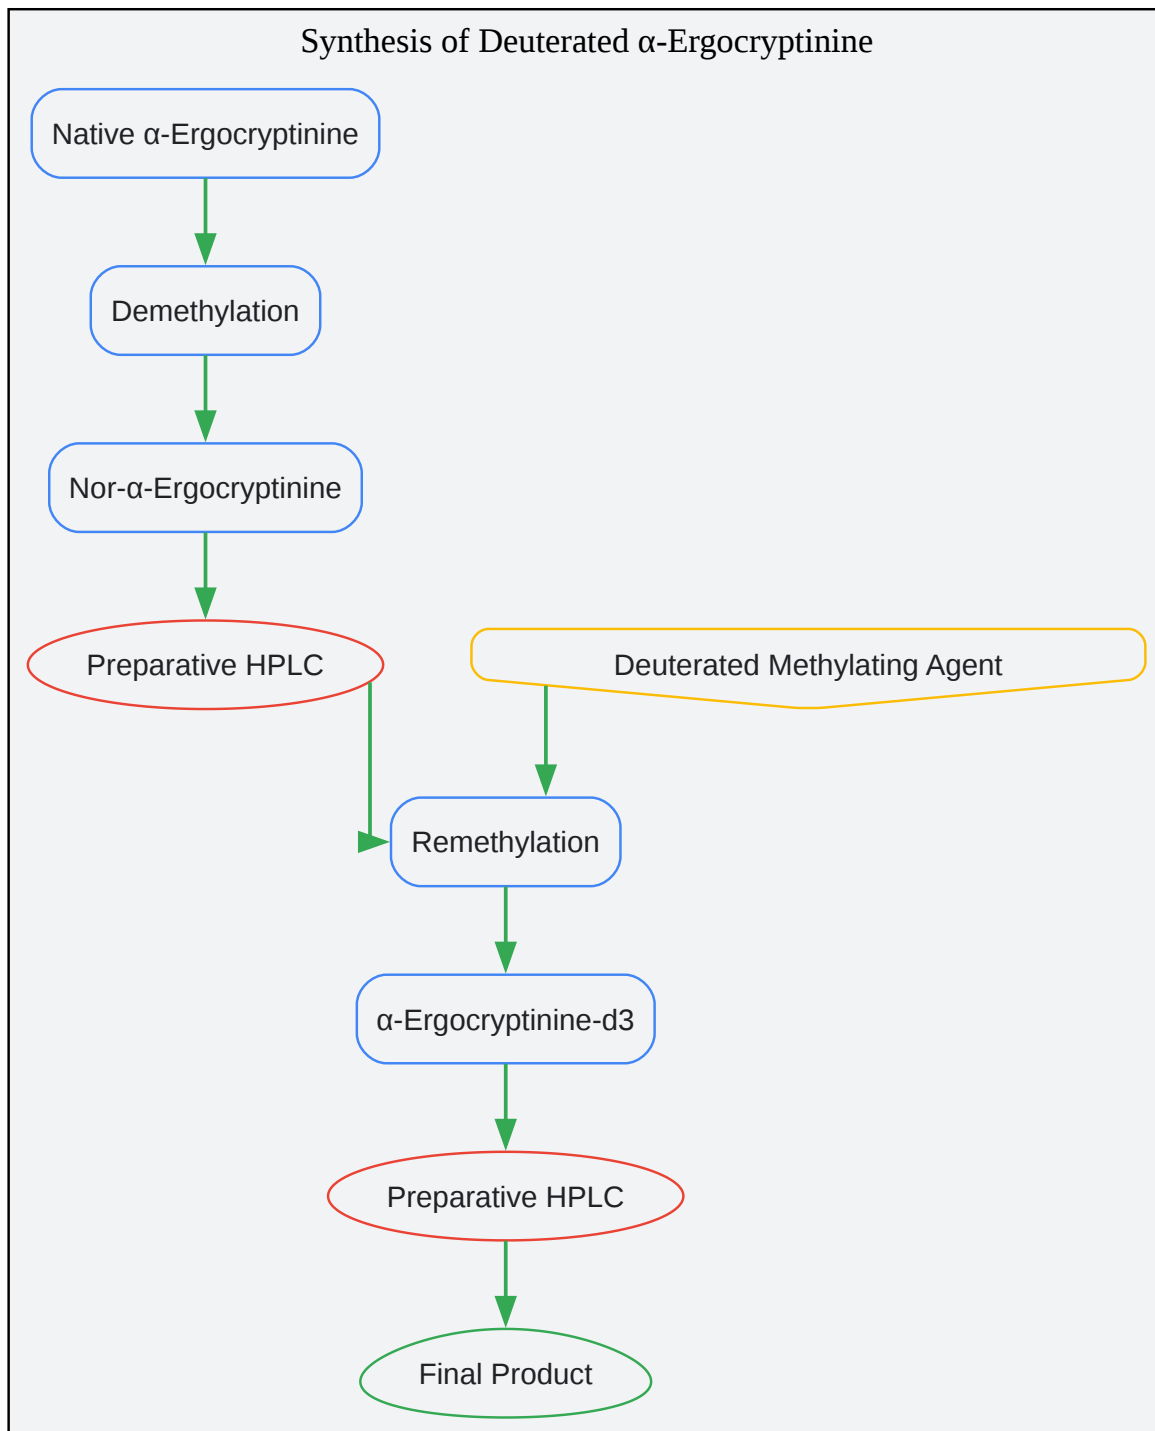 Synthesis of Deuterated α-Ergocryptinine
Native α-Ergocryptinine
Demethylation
Nor-α-Ergocryptinine
Preparative HPLC
Deuterated Methylating Agent
Remethylation
α-Ergocryptinine-d3
Preparative HPLC
Final Product